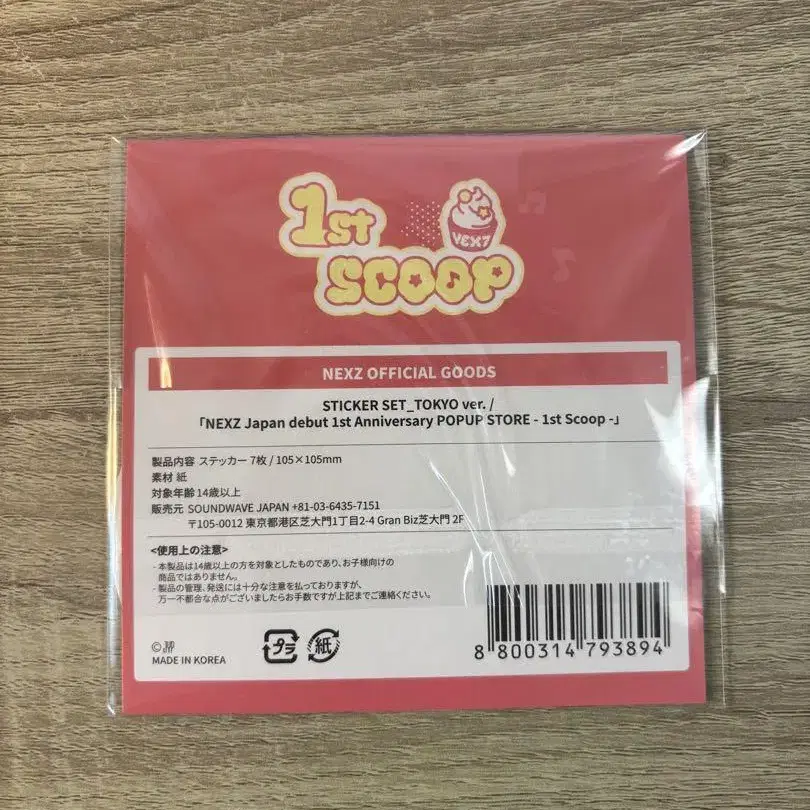 1st
NEXZ
SCOOP
NEXZ OFFICIAL GOODS
STICKER SET_TOKYO ver. /
「NEXZ Japan debut 1st Anniversary POPUP STORE - 1st Scoop -」
製品内容 ステッカー 7枚 / 105×105mm
素材 紙
対象年齢 14歳以上
販売元 SOUNDWAVE JAPAN +81-03-6435-7151
〒105-0012 東京都港区芝大門1丁目2-4 Gran Biz芝大門 2F
<使用上の注意>
- 本製品は14歳以上の方を対象としたものであり、お子様向けの
商品ではありません。
- 製品の管理、発送には十分な注意を払っておりますが、
万一不都合な点がございましたらお手数ですが上記までご連絡ください。
© JYP
MADE IN KOREA
プラ 紙
8 800314 793894